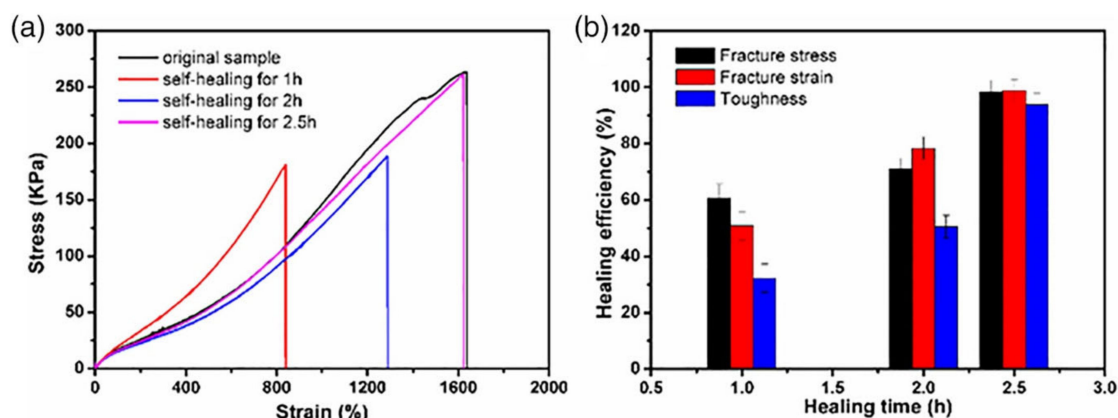 (a)
Stress (KPa)
300
250
200
150
100
50
0
original sample
self-healing for 1h
self-healing for 2h
self-healing for 2.5h
0 400 800 1200 1600 2000
Strain (%)
(b)
Healing efficiency (%)
120
100
80
60
40
20
0
Fracture stress
Fracture strain
Toughness
0.5 1.0 1.5 2.0 2.5 3.0
Healing time (h)